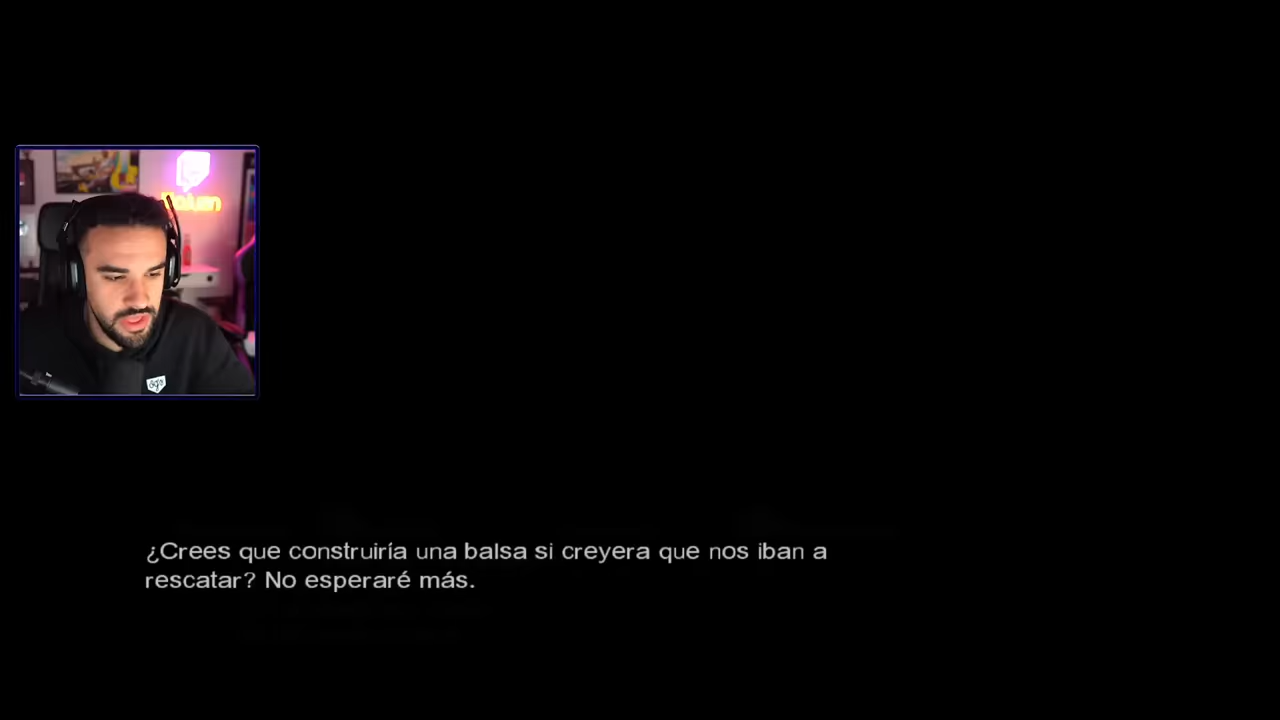 ¿Crees que construiría una balsa si creyera que nos iban a
rescatar? No esperaré más.